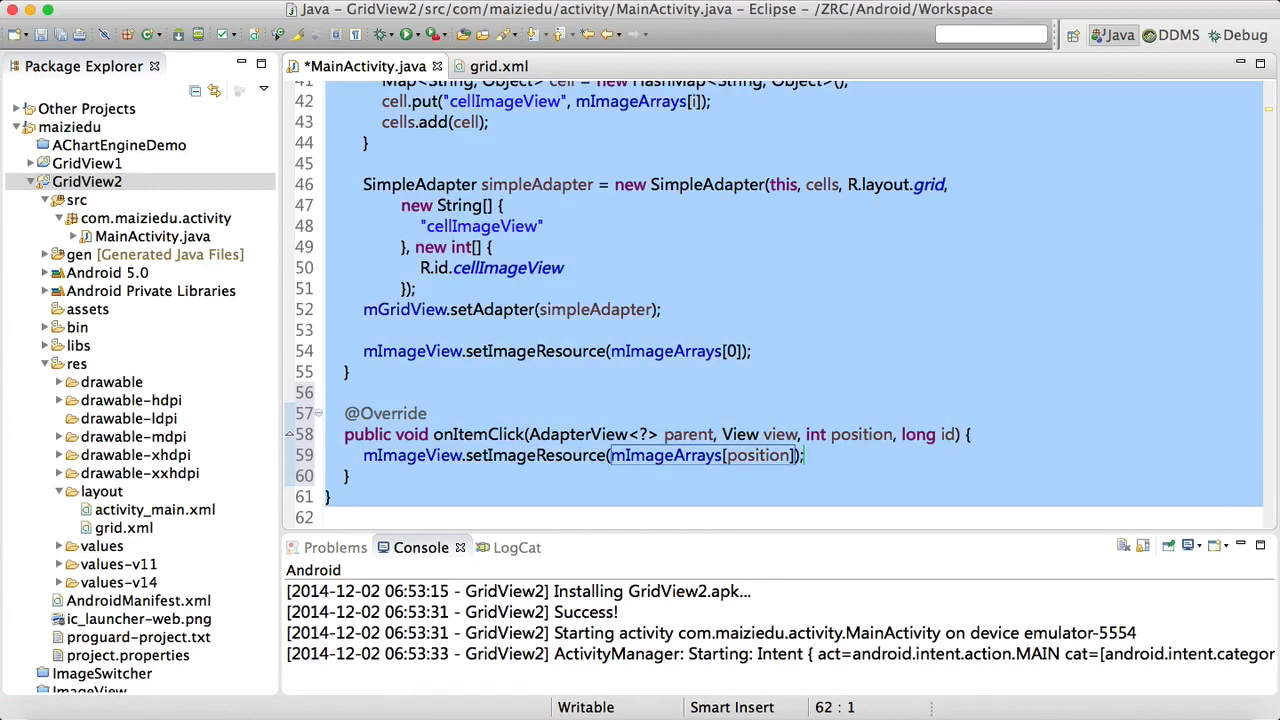 Java – GridView2/src/com/maiziedu/activity/MainActivity.java – Eclipse – /ZRC/Android/Workspace
Java
DDMS
Debug
Package Explorer
*MainActivity.java
grid.xml
Other Projects
maiziedu
AChartEngineDemo
GridView1
GridView2
src
com.maiziedu.activity
MainActivity.java
gen [Generated Java Files]
Android 5.0
Android Private Libraries
assets
bin
libs
res
drawable
drawable-hdpi
drawable-ldpi
drawable-mdpi
drawable-xhdpi
drawable-xxhdpi
layout
activity_main.xml
grid.xml
values
values-v11
values-v14
AndroidManifest.xml
ic_launcher-web.png
proguard-project.txt
project.properties
ImageSwitcher
ImageView
41 Map<String, Object> cell = new HashMap<String, Object>();
42 cell.put("cellImageView", mImageArrays[i]);
43 cells.add(cell);
44 }
45
46 SimpleAdapter simpleAdapter = new SimpleAdapter(this, cells, R.layout.grid,
47 new String[] {
48 "cellImageView"
49 }, new int[] {
50 R.id.cellImageView
51 });
52 mGridView.setAdapter(simpleAdapter);
53
54 mImageView.setImageResource(mImageArrays[0]);
55 }
56
57 @Override
58 public void onItemClick(AdapterView<?> parent, View view, int position, long id) {
59 mImageView.setImageResource(mImageArrays[position]);
60 }
61 }
62
Problems
Console
LogCat
Android
[2014-12-02 06:53:15 - GridView2] Installing GridView2.apk...
[2014-12-02 06:53:31 - GridView2] Success!
[2014-12-02 06:53:31 - GridView2] Starting activity com.maiziedu.activity.MainActivity on device emulator-5554
[2014-12-02 06:53:33 - GridView2] ActivityManager: Starting: Intent { act=android.intent.action.MAIN cat=[android.intent.categor
Writable
Smart Insert
62 : 1